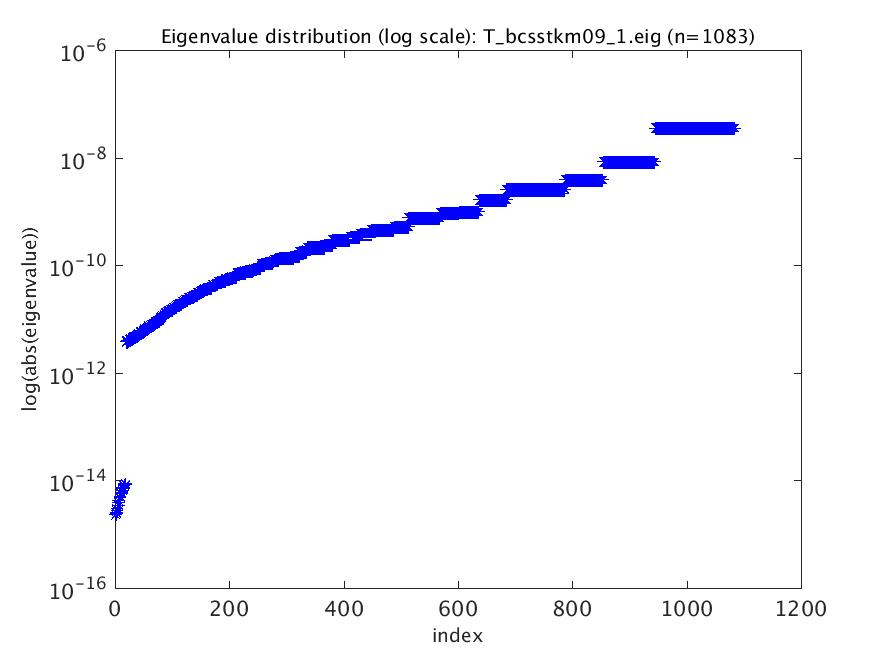 Eigenvalue distribution (log scale): T_bcsstkm09_1.eig (n=1083)
10^-6
10^-8
10^-10
10^-12
10^-14
10^-16
log(abs(eigenvalue))
0 200 400 600 800 1000 1200
index